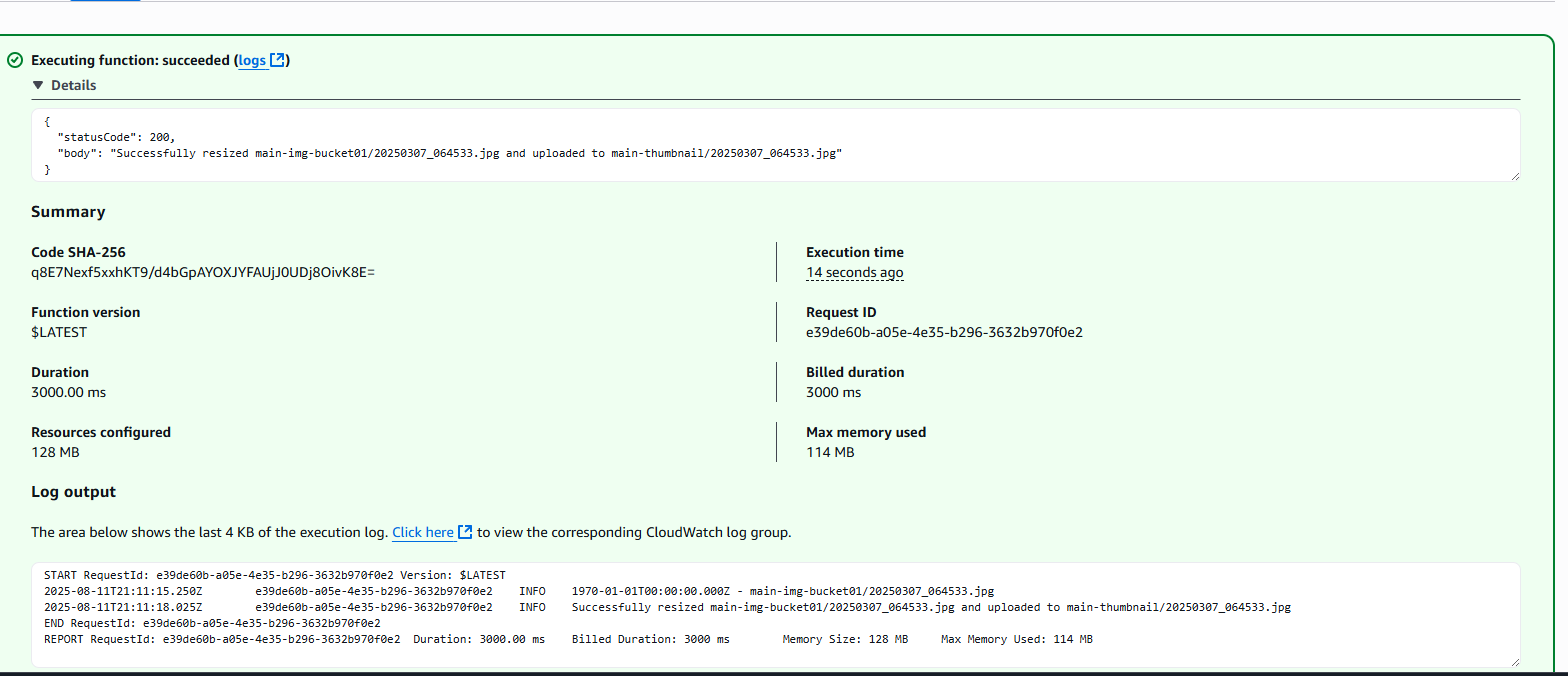 Executing function: succeeded (logs)
Details
{
  "statusCode": 200,
  "body": "Successfully resized main-img-bucket01/20250307_064533.jpg and uploaded to main-thumbnail/20250307_064533.jpg"
}
Summary
Code SHA-256
q8E7Nexf5xxhKT9/d4bGpAYOXJYFAUjJ0UDj8OivK8E=
Execution time
14 seconds ago
Function version
$LATEST
Request ID
e39de60b-a05e-4e35-b296-3632b970f0e2
Duration
3000.00 ms
Billed duration
3000 ms
Resources configured
128 MB
Max memory used
114 MB
Log output
The area below shows the last 4 KB of the execution log. Click here to view the corresponding CloudWatch log group.
START RequestId: e39de60b-a05e-4e35-b296-3632b970f0e2 Version: $LATEST
2025-08-11T21:11:15.250Z e39de60b-a05e-4e35-b296-3632b970f0e2 INFO 1970-01-01T00:00:00.000Z - main-img-bucket01/20250307_064533.jpg
2025-08-11T21:11:18.025Z e39de60b-a05e-4e35-b296-3632b970f0e2 INFO Successfully resized main-img-bucket01/20250307_064533.jpg and uploaded to main-thumbnail/20250307_064533.jpg
END RequestId: e39de60b-a05e-4e35-b296-3632b970f0e2
REPORT RequestId: e39de60b-a05e-4e35-b296-3632b970f0e2 Duration: 3000.00 ms Billed Duration: 3000 ms Memory Size: 128 MB Max Memory Used: 114 MB